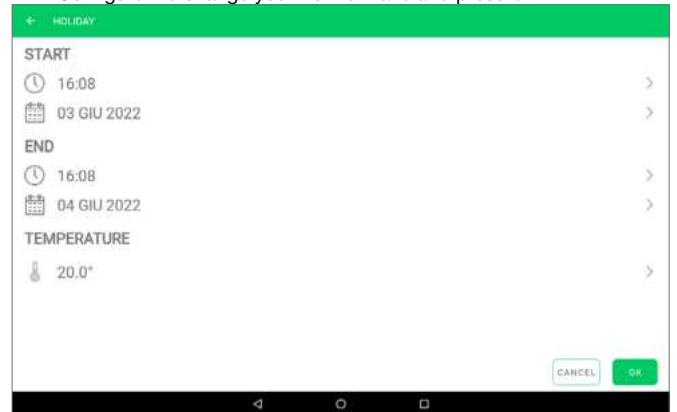 HOLIDAY
START
16:08
03 GIU 2022
END
16:08
04 GIU 2022
TEMPERATURE
20.0°
CANCEL
OK